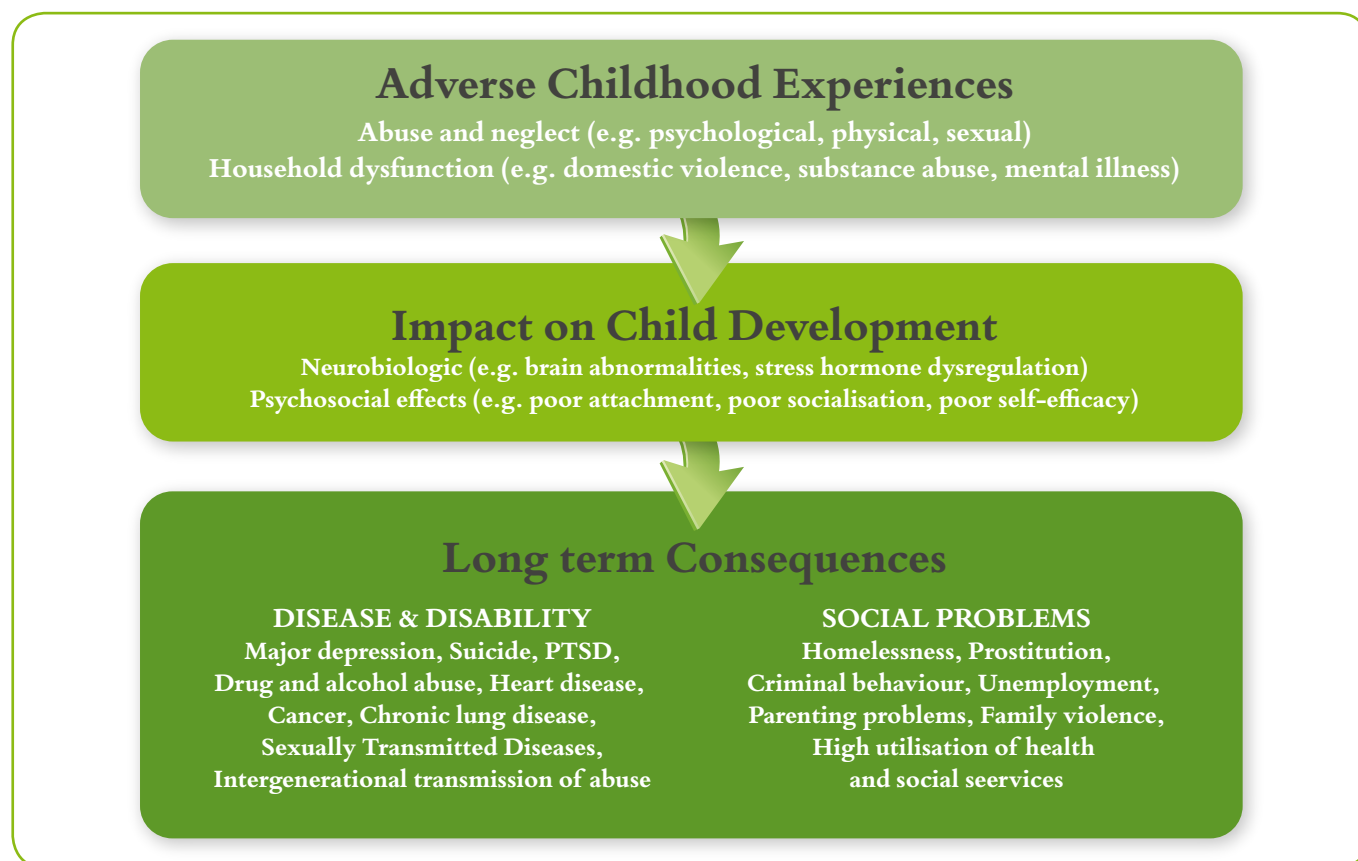 Adverse Childhood Experiences
Abuse and neglect (e.g. psychological, physical, sexual)
Household dysfunction (e.g. domestic violence, substance abuse, mental illness)
Impact on Child Development
Neurobiologic (e.g. brain abnormalities, stress hormone dysregulation)
Psychosocial effects (e.g. poor attachment, poor socialisation, poor self-efficacy)
Long term Consequences
DISEASE & DISABILITY
Major depression, Suicide, PTSD,
Drug and alcohol abuse, Heart disease,
Cancer, Chronic lung disease,
Sexually Transmitted Diseases,
Intergenerational transmission of abuse
SOCIAL PROBLEMS
Homelessness, Prostitution,
Criminal behaviour, Unemployment,
Parenting problems, Family violence,
High utilisation of health
and social seervices